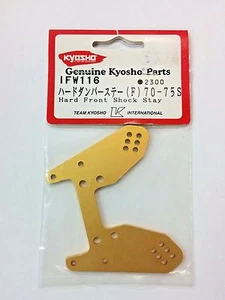 KYOSHO
Genuine Kyosho Parts
IFW116 ●2300
ハードダンパーステー(F)70-75S
Hard Front Shock Stay
TEAM KYOSHO INTERNATIONAL